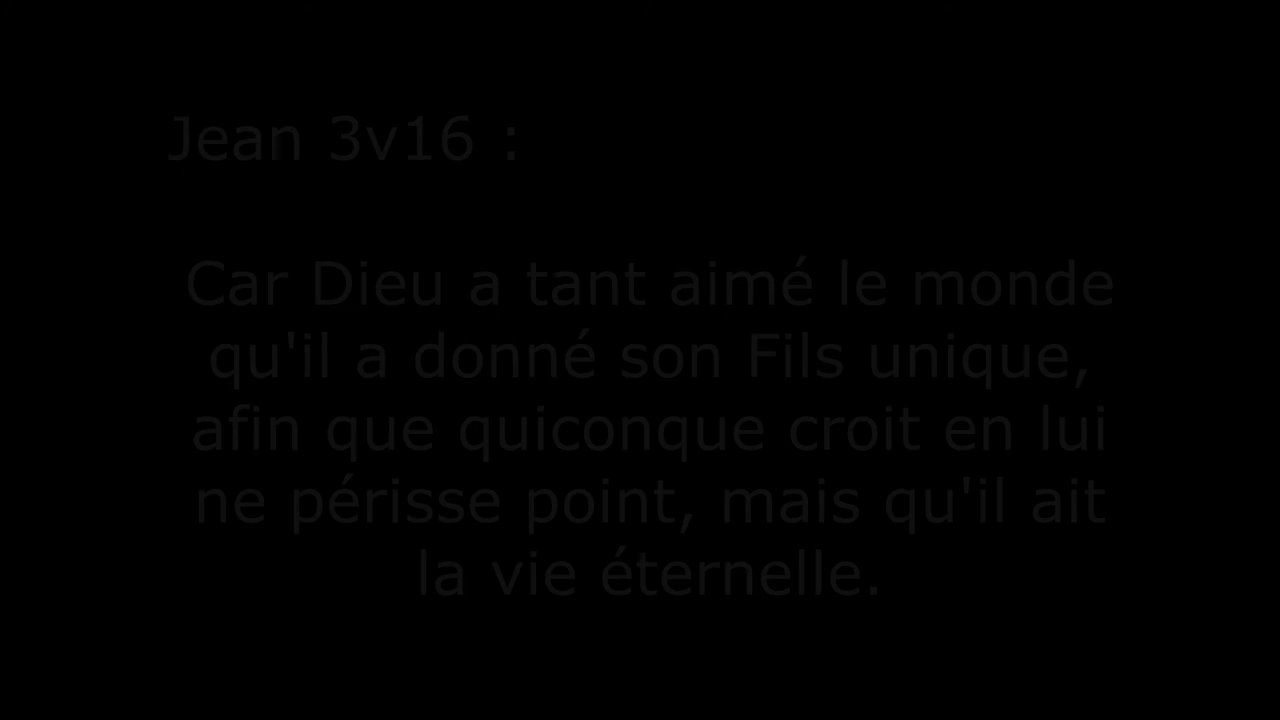 Jean 3v16 :
Car Dieu a tant aimé le monde
qu'il a donné son Fils unique,
afin que quiconque croit en lui
ne périsse point, mais qu'il ait
la vie éternelle.